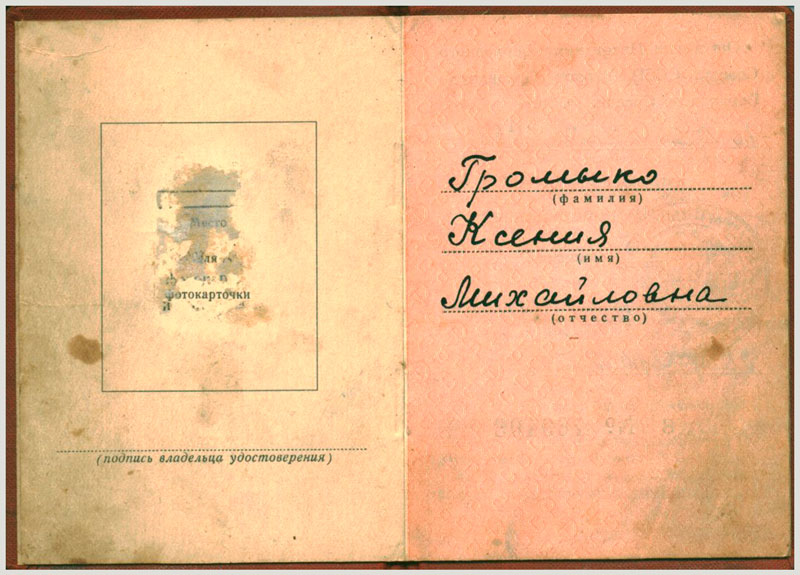 Место
для
фотокарточки
(подпись владельца удостоверения)
Громыко
(фамилия)
Ксения
(имя)
Михайловна
(отчество)